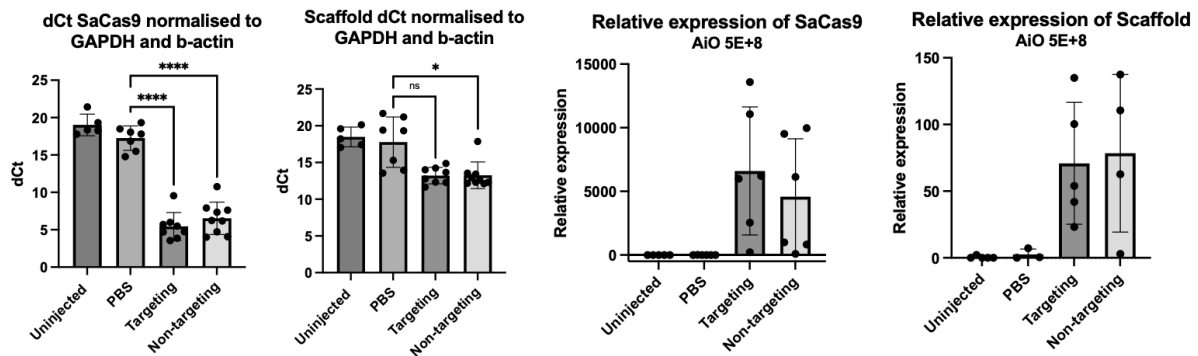 dCt SaCas9 normalised to
GAPDH and b-actin
dCt
25
20
15
10
5
0
****
****
Uninjected
PBS
Targeting
Non-targeting
Scaffold dCt normalised to
GAPDH and b-actin
dCt
25
20
15
10
5
0
*
ns
Uninjected
PBS
Targeting
Non-targeting
Relative expression of SaCas9
AiO 5E+8
Relative expression
15000
10000
5000
0
Uninjected
PBS
Targeting
Non-targeting
Relative expression of Scaffold
AiO 5E+8
Relative expression
150
100
50
0
Uninjected
PBS
Targeting
Non-targeting